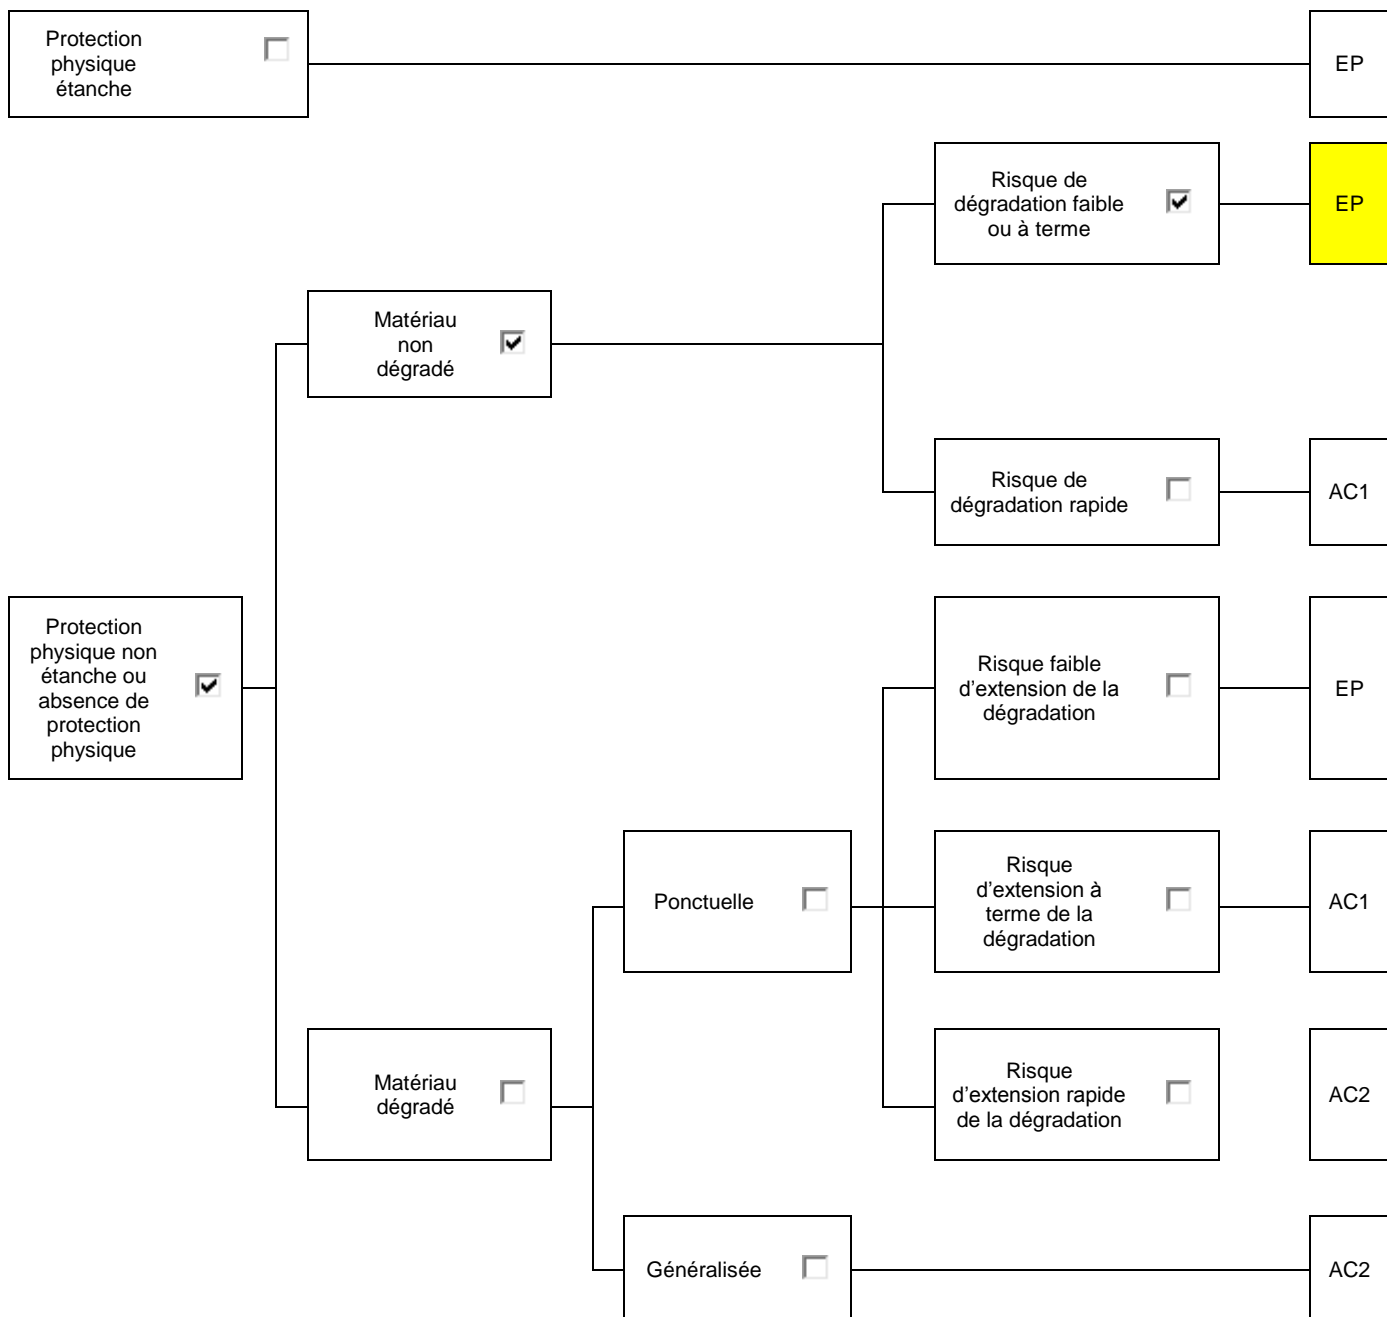 Protection
physique
étanche
EP
Risque de
dégradation faible
ou à terme
EP
Matériau
non
dégradé
Risque de
dégradation rapide
AC1
Protection
physique non
étanche ou
absence de
protection
physique
Risque faible
d’extension de la
dégradation
EP
Ponctuelle
Risque
d’extension à
terme de la
dégradation
AC1
Matériau
dégradé
Risque
d’extension rapide
de la dégradation
AC2
Généralisée
AC2